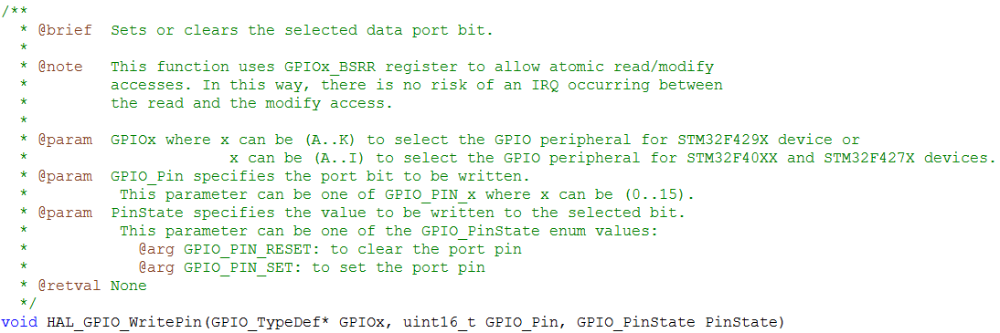 /**
  * @brief  Sets or clears the selected data port bit.
  *
  * @note   This function uses GPIOx_BSRR register to allow atomic read/modify
  *         accesses. In this way, there is no risk of an IRQ occurring between
  *         the read and the modify access.
  *
  * @param  GPIOx where x can be (A..K) to select the GPIO peripheral for STM32F429X device or
  *                      x can be (A..I) to select the GPIO peripheral for STM32F40XX and STM32F427X devices.
  * @param  GPIO_Pin specifies the port bit to be written.
  *          This parameter can be one of GPIO_PIN_x where x can be (0..15).
  * @param  PinState specifies the value to be written to the selected bit.
  *          This parameter can be one of the GPIO_PinState enum values:
  *            @arg GPIO_PIN_RESET: to clear the port pin
  *            @arg GPIO_PIN_SET: to set the port pin
  * @retval None
  */
void HAL_GPIO_WritePin(GPIO_TypeDef* GPIOx, uint16_t GPIO_Pin, GPIO_PinState PinState)